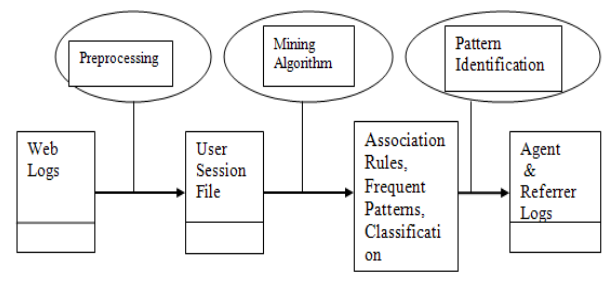 Preprocessing
Mining
Algorithm
Pattern
Identification
Web
Logs
User
Session
File
Association
Rules,
Frequent
Patterns,
Classificati
on
Agent
&
Referrer
Logs